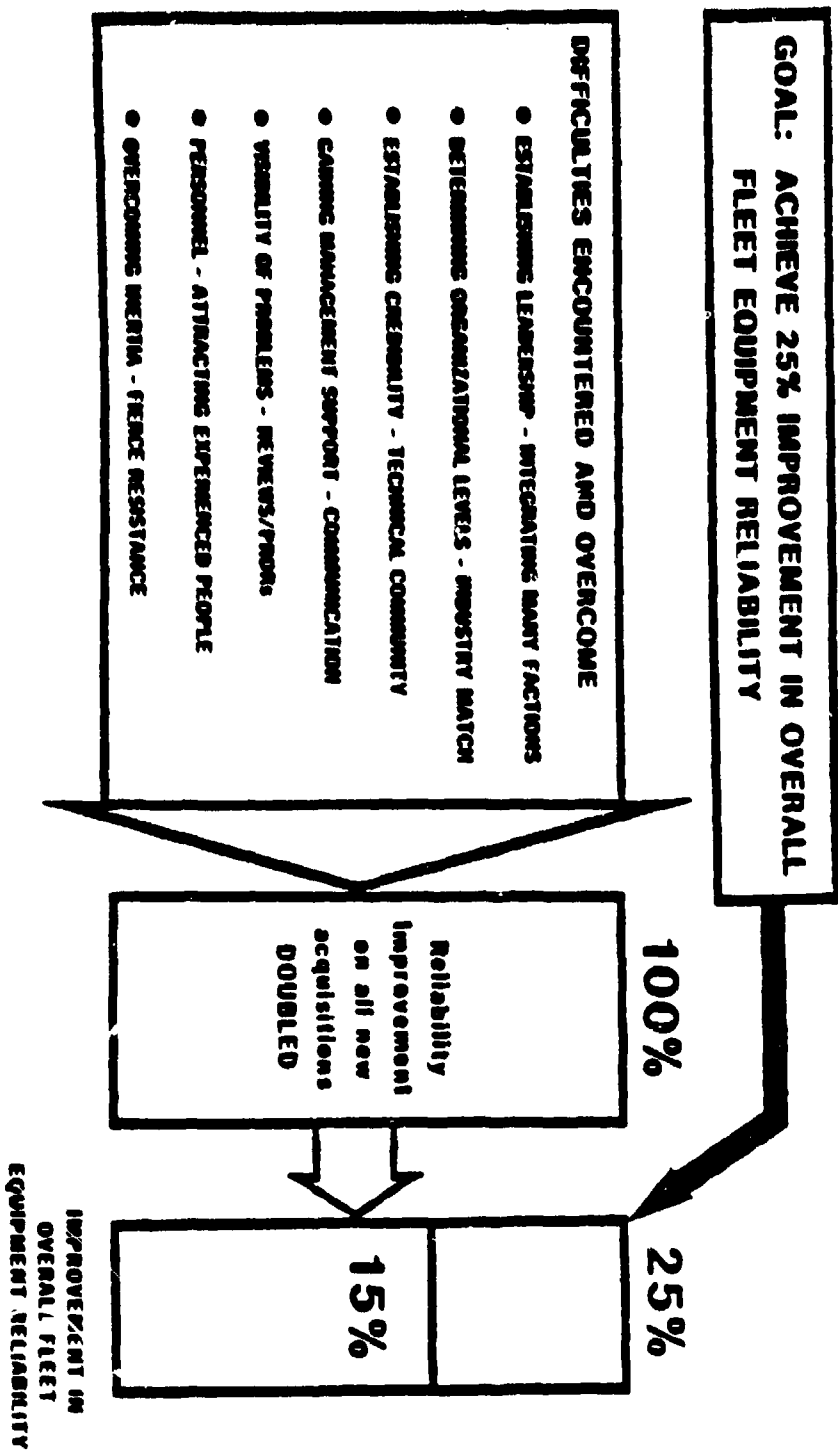 GOAL: ACHIEVE 25% IMPROVEMENT IN OVERALL
FLEET EQUIPMENT RELIABILITY
DIFFICULTIES ENCOUNTERED AND OVERCOME
● ESTABLISHING LEADERSHIP - INTEGRATING MANY FACTIONS
● DETERMINING ORGANIZATIONAL LEVELS - INDUSTRY MATCH
● ESTABLISHING CREDIBILITY - TECHNICAL COMMUNITY
● GAINING MANAGEMENT SUPPORT - COMMUNICATION
● VISIBILITY OF PROBLEMS - REVIEWS/PRORs
● PERSONNEL - ATTRACTING EXPERIENCED PEOPLE
● OVERCOMING INERTIA - FIERCE RESISTANCE
100%
Reliability
improvement
on all new
acquisitions
DOUBLED
25%
15%
IMPROVEMENT IN
OVERALL FLEET
EQUIPMENT RELIABILITY